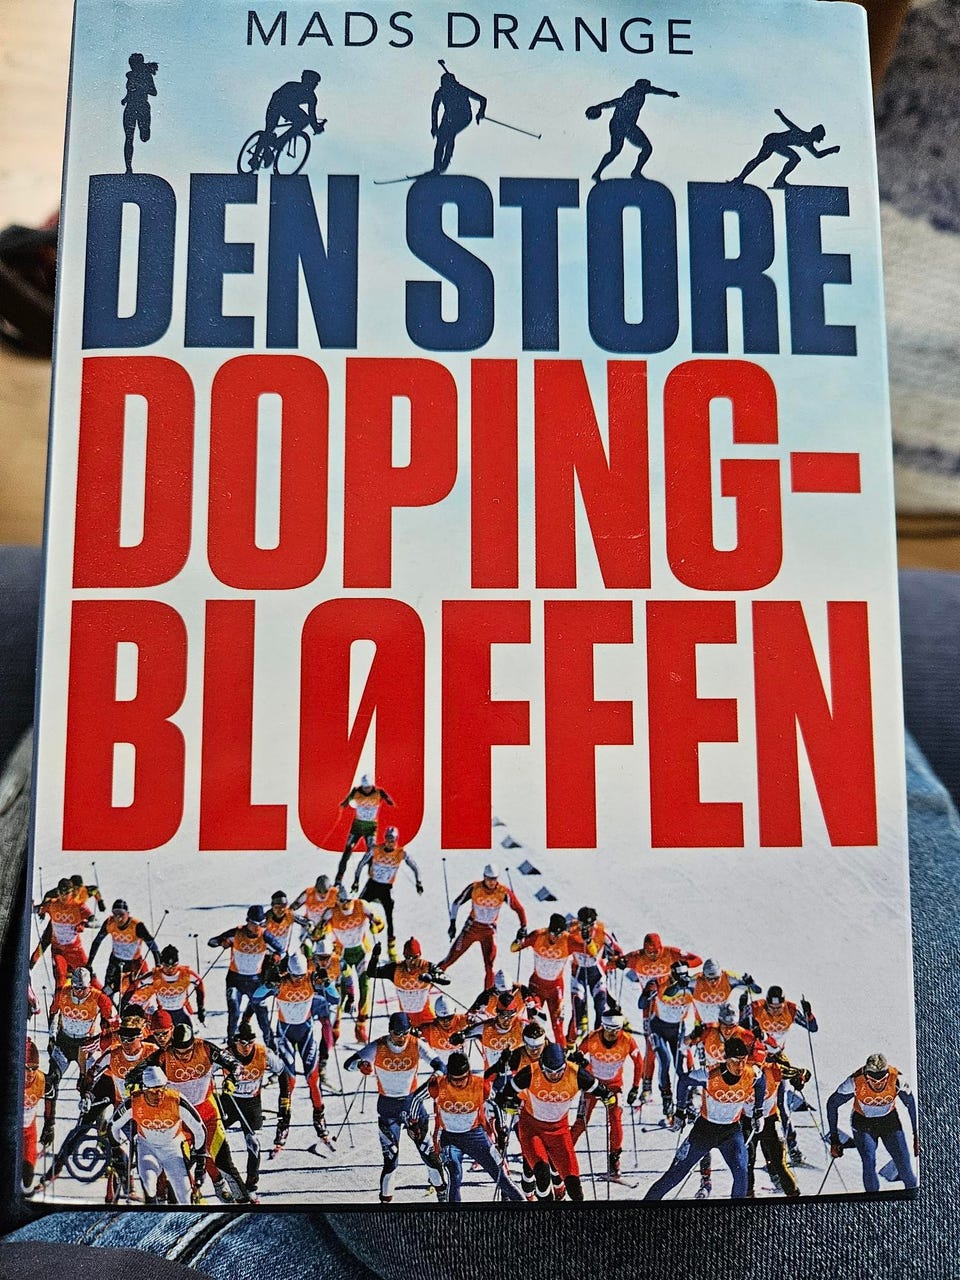 MADS DRANGE
DEN STORE
DOPING-
BLØFFEN